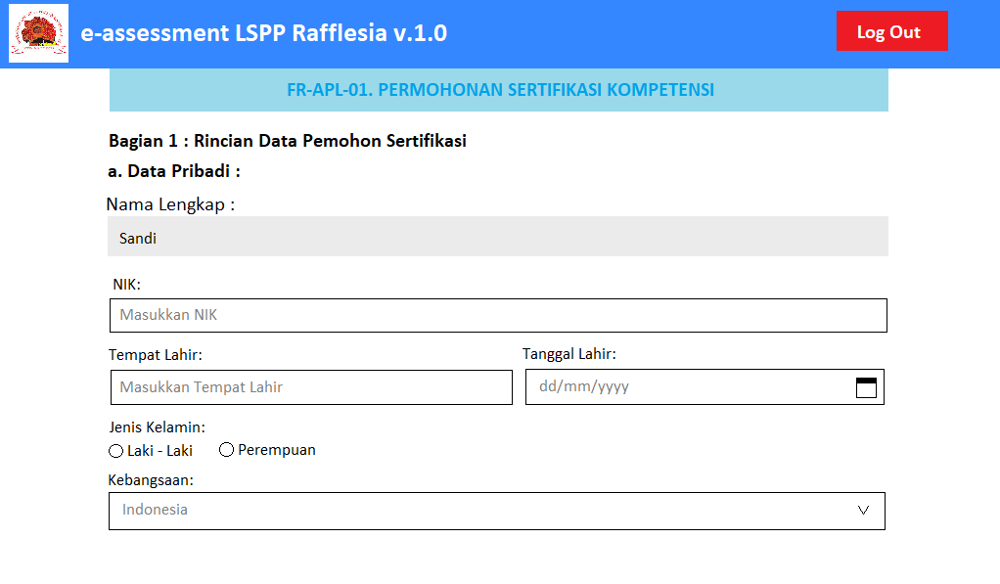 e-assessment LSPP Rafflesia v.1.0
Log Out
FR-APL-01. PERMOHONAN SERTIFIKASI KOMPETENSI
Bagian 1 : Rincian Data Pemohon Sertifikasi
a. Data Pribadi :
Nama Lengkap :
Sandi
NIK:
Masukkan NIK
Tempat Lahir:
Tanggal Lahir:
Masukkan Tempat Lahir
dd/mm/yyyy
Jenis Kelamin:
Laki - Laki
Perempuan
Kebangsaan:
Indonesia